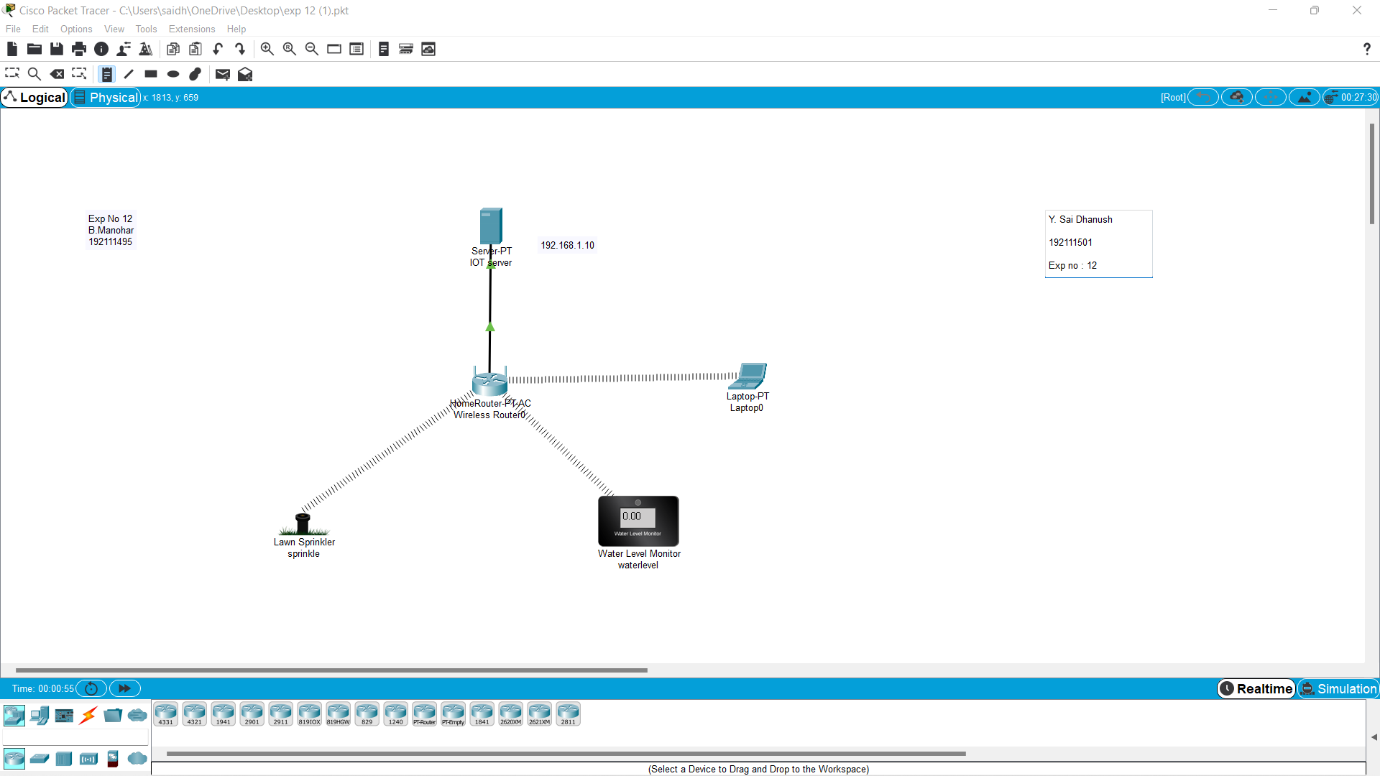 Cisco Packet Tracer - C:\Users\saidh\OneDrive\Desktop\exp 12 (1).pkt
File Edit Options View Tools Extensions Help
?
Logical Physical x: 1813, y: 659 [Root] 00:27:30
Exp No 12
B.Manohar
192111495
Server-PT
IOT server
192.168.1.10
Y. Sai Dhanush
192111501
Exp no : 12
HomeRouter-PT-AC
Wireless Router0
Laptop-PT
Laptop0
Lawn Sprinkler
sprinkle
0.00
Water Level Monitor
Water Level Monitor
waterlevel
Time: 00:00:55 Realtime Simulation
4331 4321 1941 2901 2911 819IOX 819HGW 829 1240 PT-Router PT-Empty 1841 2620XM 2621XM 2811
(Select a Device to Drag and Drop to the Workspace)